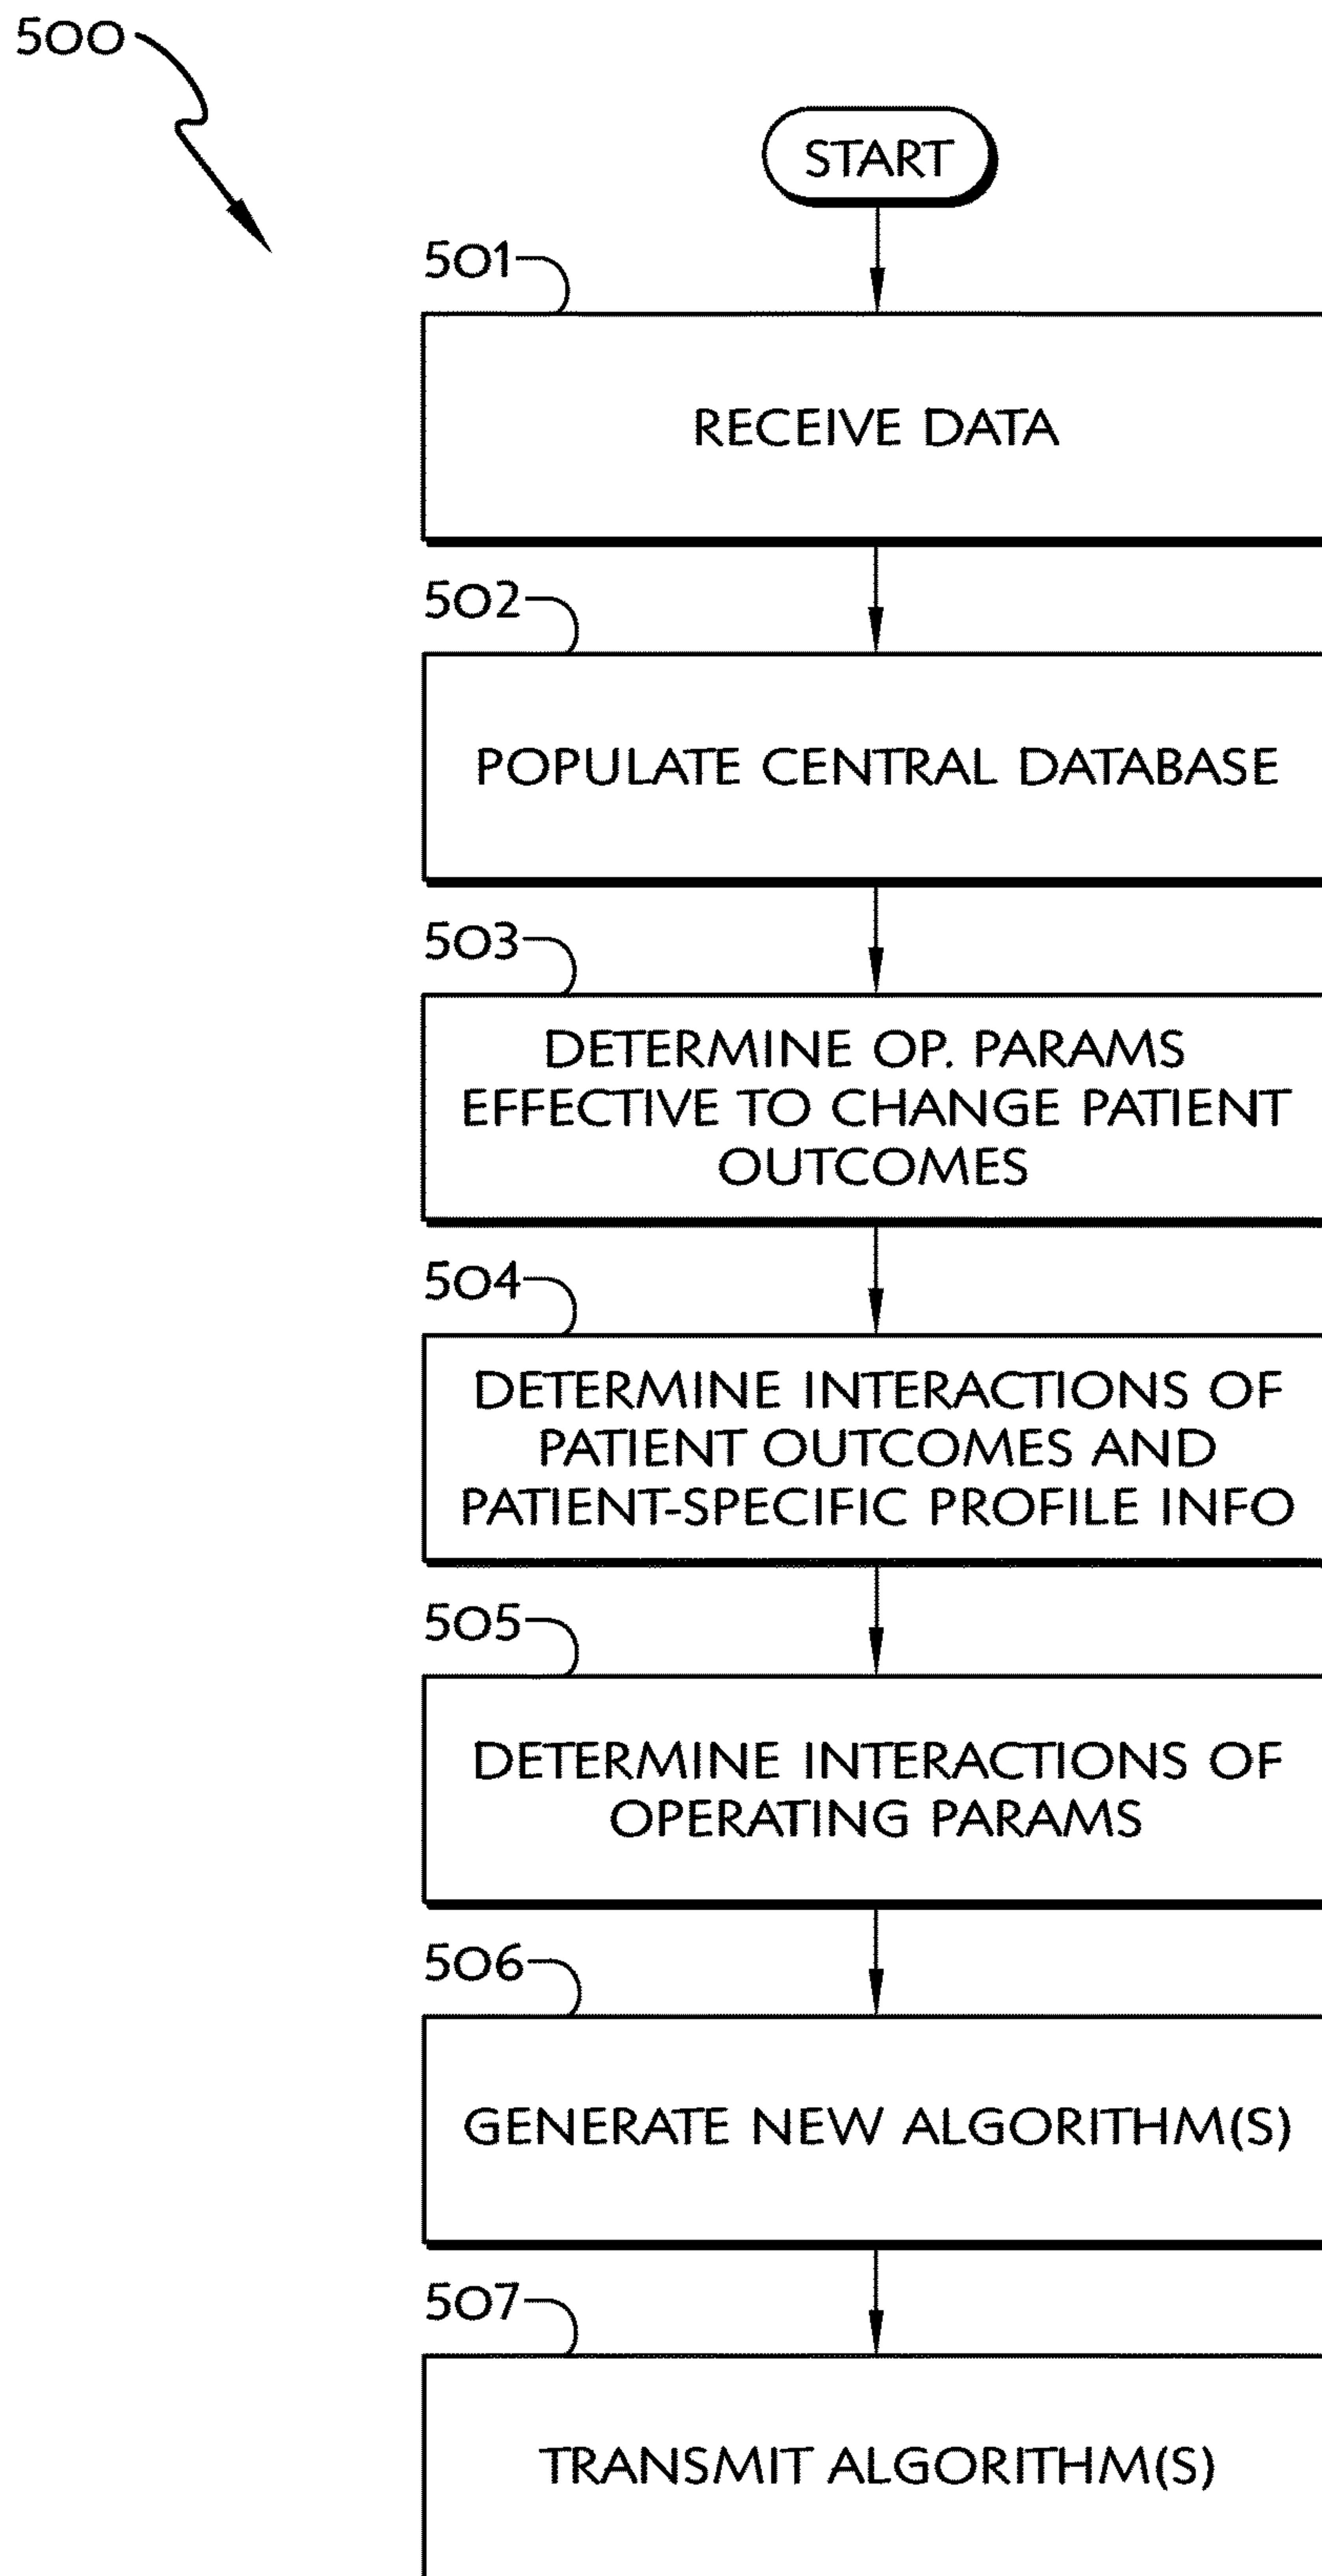 500
START
501
RECEIVE DATA
502
POPULATE CENTRAL DATABASE
503
DETERMINE OP. PARAMS
EFFECTIVE TO CHANGE PATIENT
OUTCOMES
504
DETERMINE INTERACTIONS OF
PATIENT OUTCOMES AND
PATIENT-SPECIFIC PROFILE INFO
505
DETERMINE INTERACTIONS OF
OPERATING PARAMS
506
GENERATE NEW ALGORITHM(S)
507
TRANSMIT ALGORITHM(S)